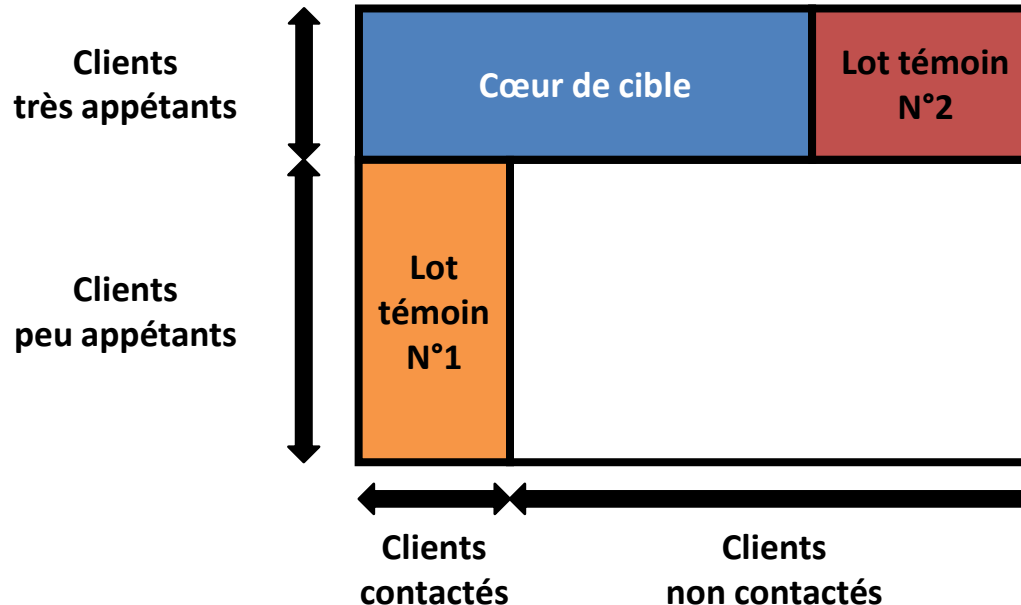 Clients
très appétants
Cœur de cible
Lot témoin
N°2
Clients
peu appétants
Lot
témoin
N°1
Clients
contactés
Clients
non contactés